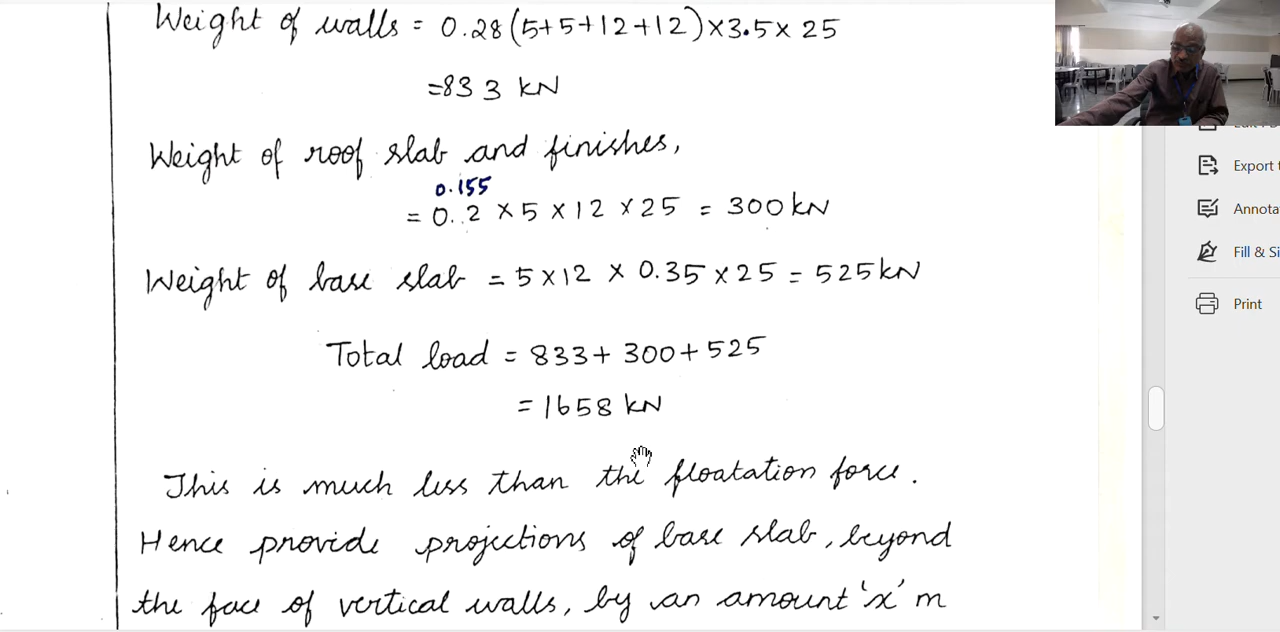 Weight of walls = 0.28(5+5+12+12)×3.5×25
=833 kN
Weight of roof slab and finishes,
0.155
= 0.2 × 5 × 12 × 25 = 300 kN
Weight of base slab = 5×12 × 0.35 × 25 = 525 kN
Total load = 833 + 300 + 525
= 1658 kN
This is much less than the floatation force.
Hence provide projections of base slab, beyond
the face of vertical walls, by an amount 'x' m
Export t
Annota
Fill & Si
Print